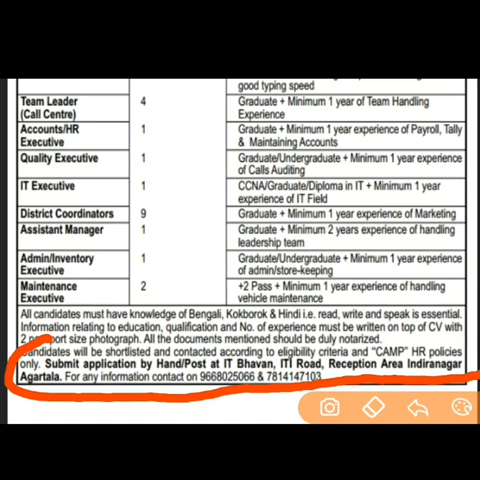 good typing speed
Team Leader 4 Graduate + Minimum 1 year of Team Handling
(Call Centre) Experience
Accounts/HR 1 Graduate + Minimum 1 year experience of Payroll, Tally
Executive & Maintaining Accounts
Quality Executive 1 Graduate/Undergraduate + Minimum 1 year experience
of Calls Auditing
IT Executive 1 CCNA/Graduate/Diploma in IT + Minimum 1 year
experience of IT Field
District Coordinators 9 Graduate + Minimum 1 year experience of Marketing
Assistant Manager 1 Graduate + Minimum 2 years experience of handling
leadership team
Admin/Inventory 1 Graduate/Undergraduate + Minimum 1 year experience
Executive of admin/store-keeping
Maintenance 2 +2 Pass + Minimum 1 year experience of handling
Executive vehicle maintenance
All candidates must have knowledge of Bengali, Kokborok & Hindi i.e. read, write and speak is essential.
Information relating to education, qualification and No. of experience must be written on top of CV with
2 passport size photograph. All the documents mentioned should be duly notarized.
Candidates will be shortlisted and contacted according to eligibility criteria and "CAMP" HR policies
only. Submit application by Hand/Post at IT Bhavan, ITI Road, Reception Area Indiranagar
Agartala. For any information contact on 9668025066 & 7814147103